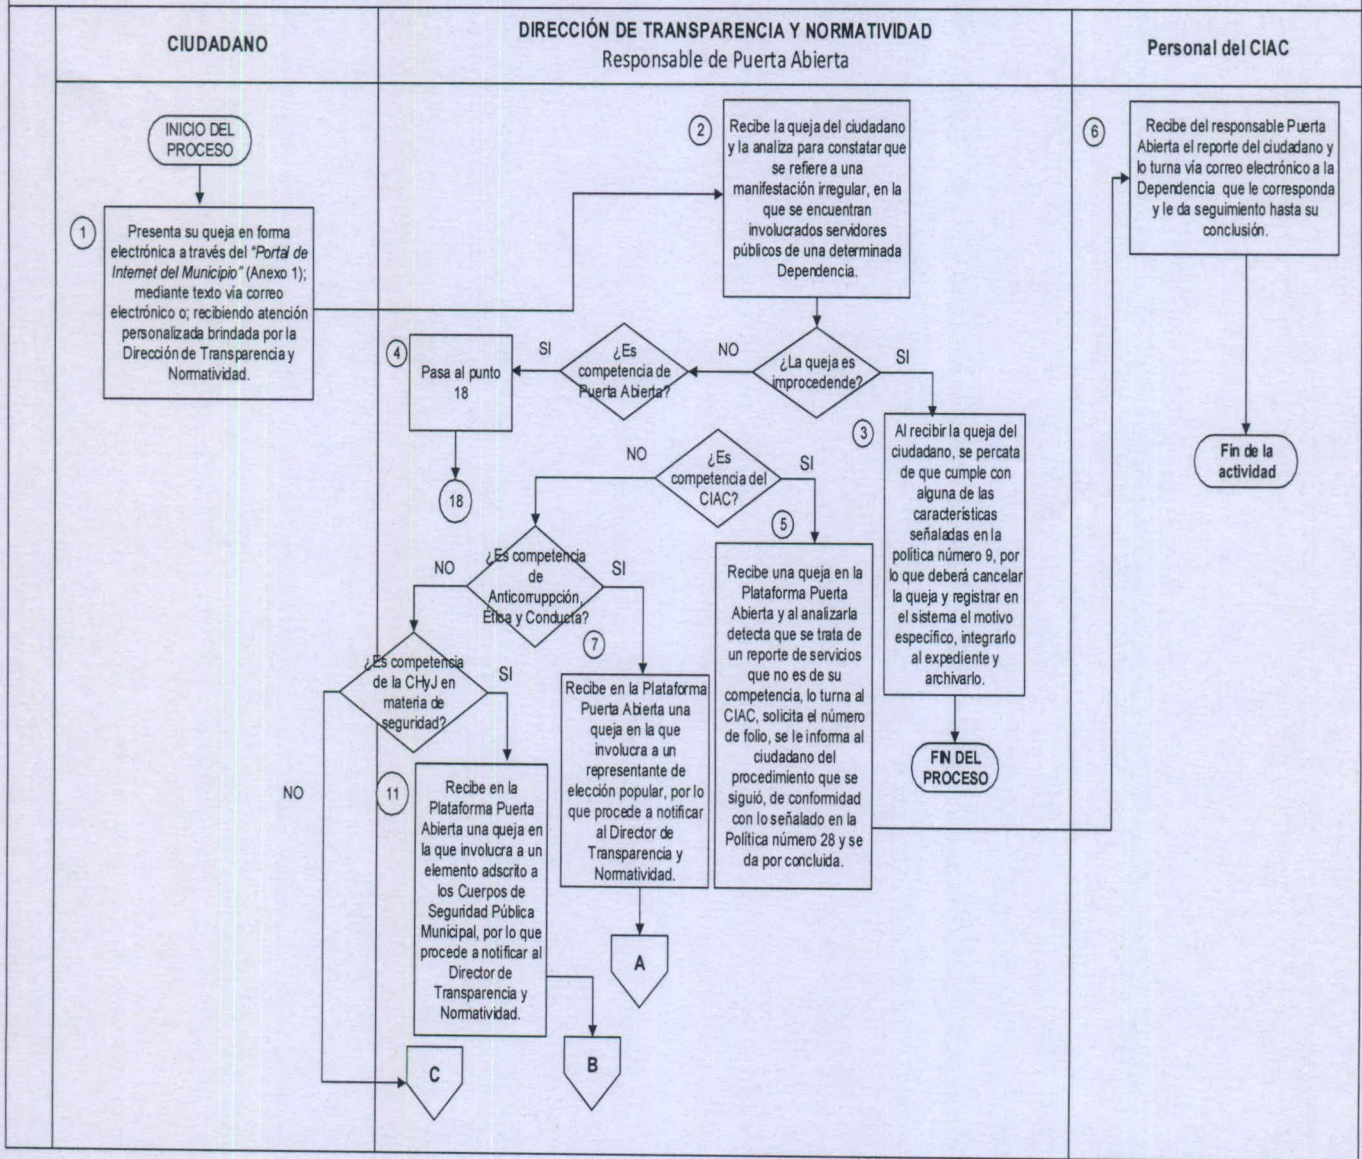 CIUDADANO
DIRECCIÓN DE TRANSPARENCIA Y NORMATIVIDAD
Responsable de Puerta Abierta
Personal del CIAC
INICIO DEL
PROCESO
1
Presenta su queja en forma
electrónica a través del "Portal de
Internet del Municipio" (Anexo 1);
mediante texto vía correo
electrónico o; recibiendo atención
personalizada brindada por la
Dirección de Transparencia y
Normatividad.
2
Recibe la queja del ciudadano
y la analiza para constatar que
se refiere a una
manifestación irregular, en la
que se encuentran
involucrados servidores
públicos de una determinada
Dependencia.
6
Recibe del responsable Puerta
Abierta el reporte del ciudadano y
lo turna vía correo electrónico a la
Dependencia que le corresponda
y le da seguimiento hasta su
conclusión.
Fin de la
actividad
¿La queja es
improcedende?
NO
SI
¿Es
competencia de
Puerta Abierta?
SI
4
Pasa al punto
18
18
3
Al recibir la queja del
ciudadano, se percata
de que cumple con
alguna de las
características
señaladas en la
política número 9, por
lo que deberá cancelar
la queja y registrar en
el sistema el motivo
específico, integrarlo
al expediente y
archivarlo.
FIN DEL
PROCESO
¿Es
competencia del
CIAC?
NO
SI
5
Recibe una queja en la
Plataforma Puerta
Abierta y al analizarla
detecta que se trata de
un reporte de servicios
que no es de su
competencia, lo turna al
CIAC, solicita el número
de folio, se le informa al
ciudadano del
procedimiento que se
siguió, de conformidad
con lo señalado en la
Política número 28 y se
da por concluida.
¿Es competencia
de
Anticorruppción,
Ética y Conducta?
NO
SI
7
Recibe en la Plataforma
Puerta Abierta una
queja en la que
involucra a un
representante de
elección popular, por lo
que procede a notificar
al Director de
Transparencia y
Normatividad.
A
¿Es competencia
de la CHyJ en
materia de
seguridad?
SI
NO
11
Recibe en la
Plataforma Puerta
Abierta una queja en
la que involucra a un
elemento adscrito a
los Cuerpos de
Seguridad Pública
Municipal, por lo que
procede a notificar al
Director de
Transparencia y
Normatividad.
B
C